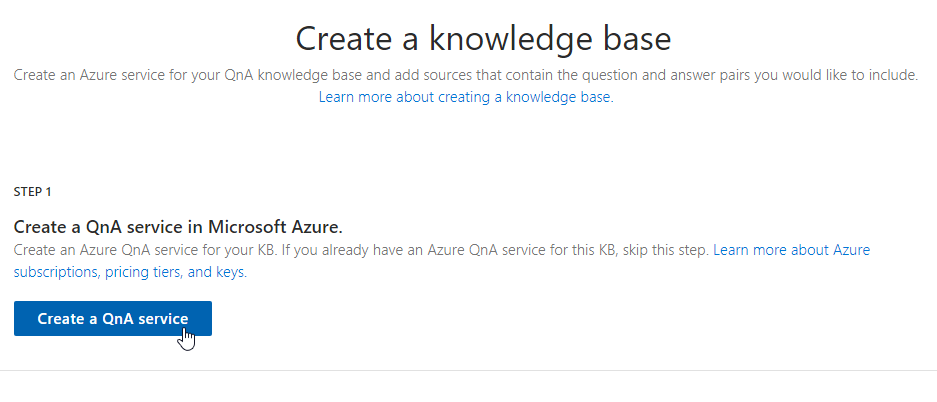 Create a knowledge base
Create an Azure service for your QnA knowledge base and add sources that contain the question and answer pairs you would like to include.
Learn more about creating a knowledge base.
STEP 1
Create a QnA service in Microsoft Azure.
Create an Azure QnA service for your KB. If you already have an Azure QnA service for this KB, skip this step. Learn more about Azure
subscriptions, pricing tiers, and keys.
Create a QnA service